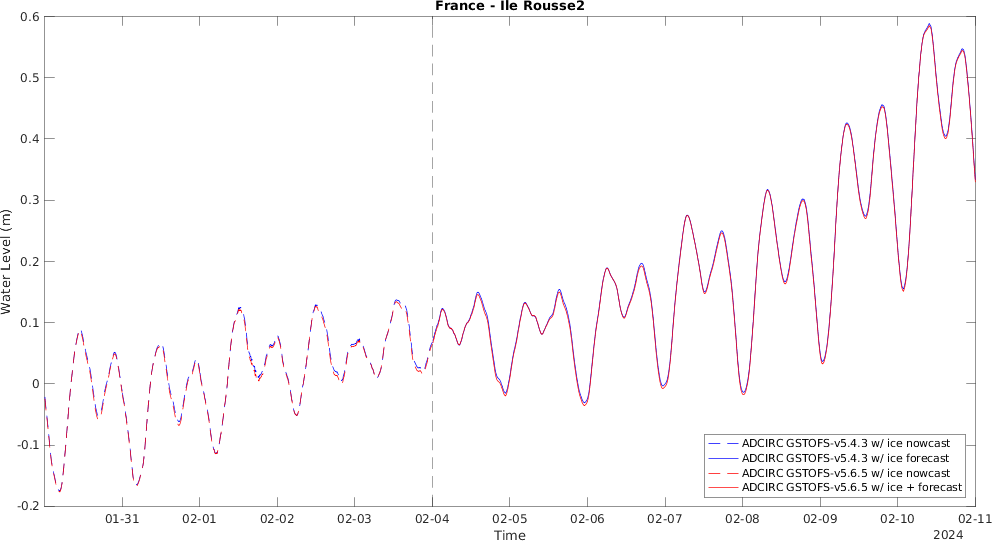 France - Ile Rousse2
Water Level (m)
0.6
0.5
0.4
0.3
0.2
0.1
0
-0.1
-0.2
01-31 02-01 02-02 02-03 02-04 02-05 02-06 02-07 02-08 02-09 02-10 02-11
Time
2024
ADCIRC GSTOFS-v5.4.3 w/ ice nowcast
ADCIRC GSTOFS-v5.4.3 w/ ice forecast
ADCIRC GSTOFS-v5.6.5 w/ ice nowcast
ADCIRC GSTOFS-v5.6.5 w/ ice + forecast